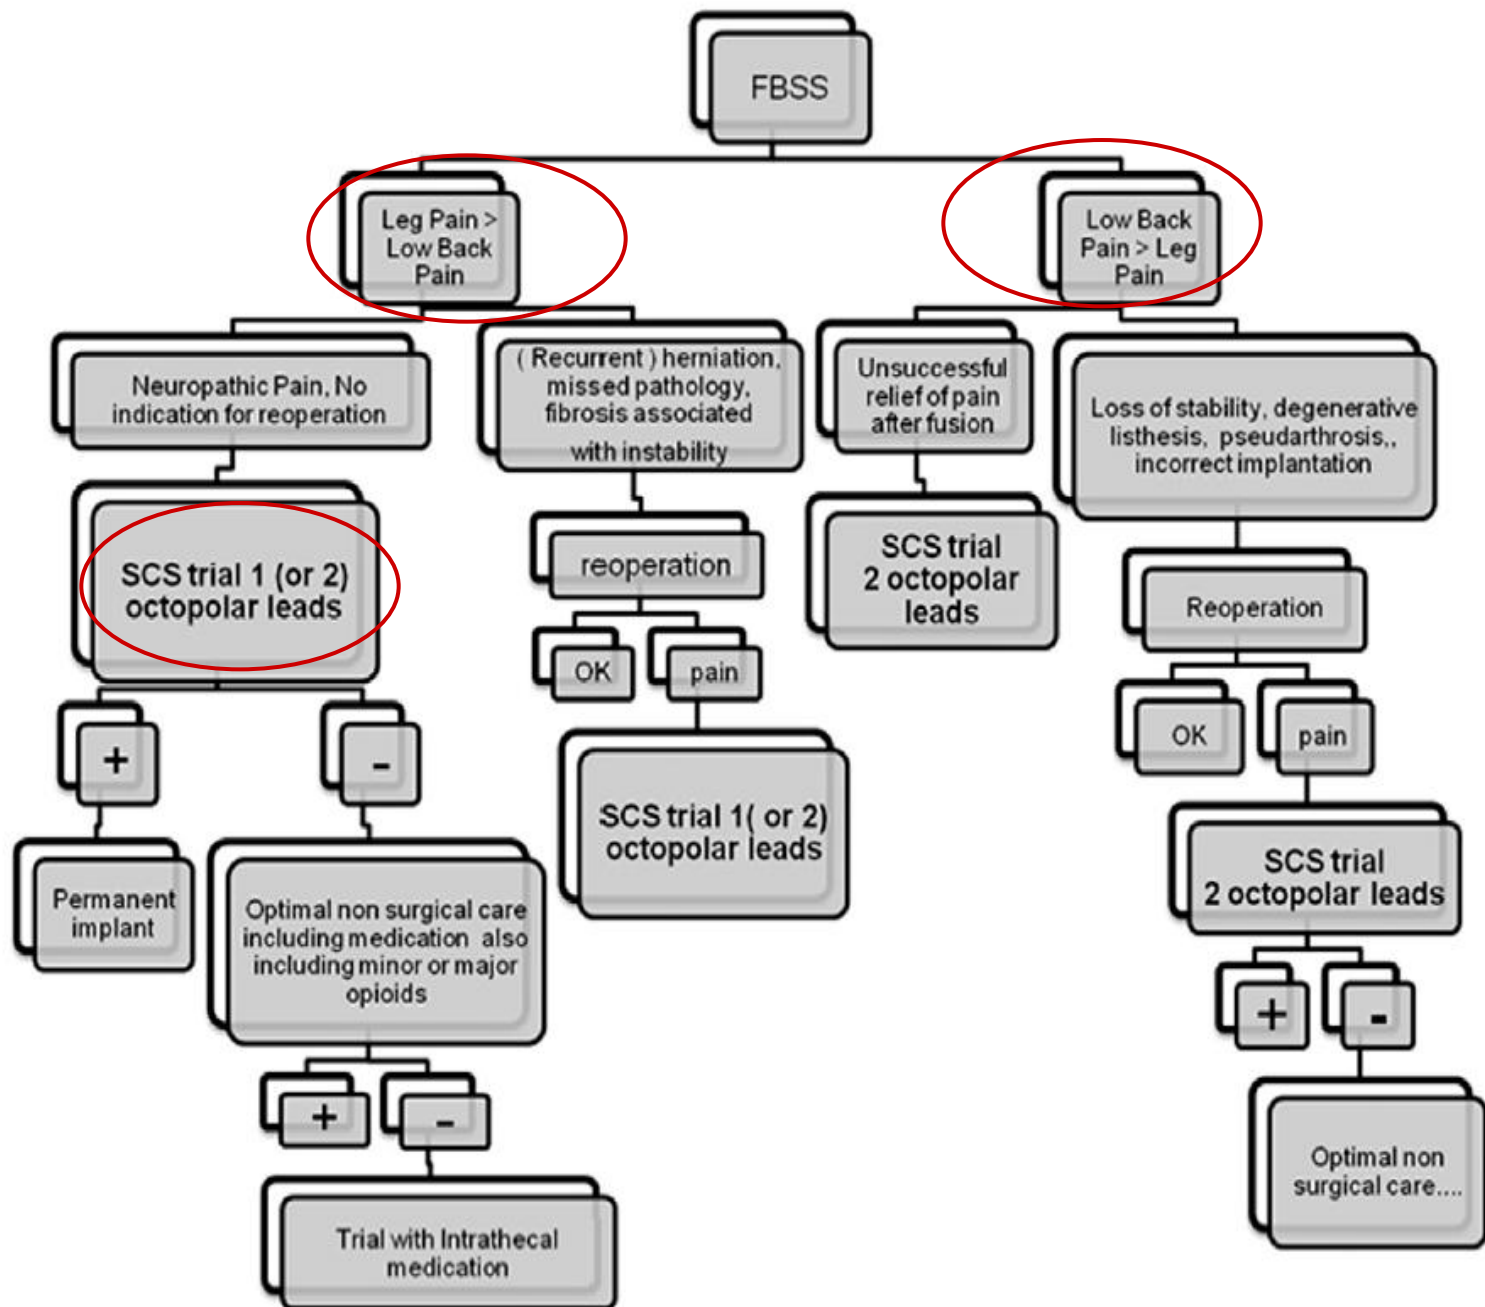 FBSS
Leg Pain >
Low Back
Pain
Low Back
Pain > Leg
Pain
Neuropathic Pain, No
indication for reoperation
( Recurrent ) herniation,
missed pathology,
fibrosis associated
with instability
Unsuccessful
relief of pain
after fusion
Loss of stability, degenerative
listhesis, pseudarthrosis,,
incorrect implantation
SCS trial 1 (or 2)
octopolar leads
reoperation
SCS trial
2 octopolar
leads
Reoperation
OK
pain
OK
pain
+
-
SCS trial 1( or 2)
octopolar leads
SCS trial
2 octopolar leads
Permanent
implant
Optimal non surgical care
including medication also
including minor or major
opioids
+
-
+
-
Optimal non
surgical care....
Trial with Intrathecal
medication